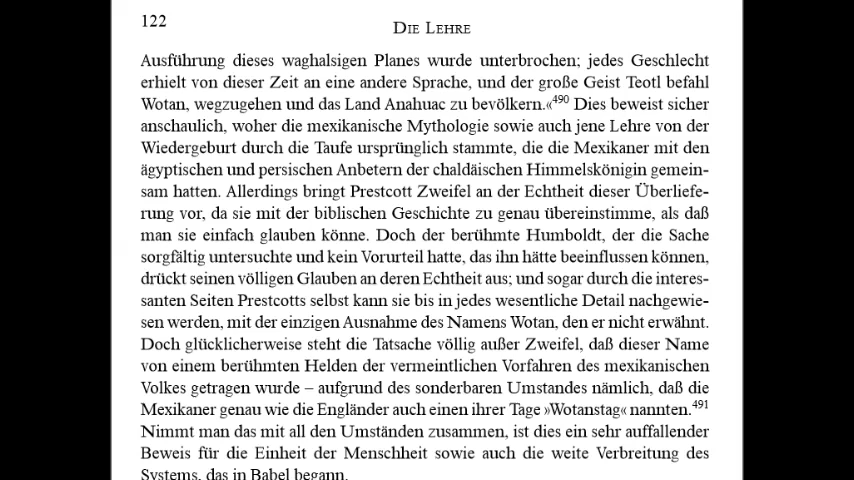 122
Die Lehre
Ausführung dieses waghalsigen Planes wurde unterbrochen; jedes Geschlecht
erhielt von dieser Zeit an eine andere Sprache, und der große Geist Teotl befahl
Wotan, wegzugehen und das Land Anahuac zu bevölkern.«490 Dies beweist sicher
anschaulich, woher die mexikanische Mythologie sowie auch jene Lehre von der
Wiedergeburt durch die Taufe ursprünglich stammte, die die Mexikaner mit den
ägyptischen und persischen Anbetern der chaldäischen Himmelskönigin gemein-
sam hatten. Allerdings bringt Prestcott Zweifel an der Echtheit dieser Überliefe-
rung vor, da sie mit der biblischen Geschichte zu genau übereinstimme, als daß
man sie einfach glauben könne. Doch der berühmte Humboldt, der die Sache
sorgfältig untersuchte und kein Vorurteil hatte, das ihn hätte beeinflussen können,
drückt seinen völligen Glauben an deren Echtheit aus; und sogar durch die interes-
santen Seiten Prestcotts selbst kann sie bis in jedes wesentliche Detail nachgewie-
sen werden, mit der einzigen Ausnahme des Namens Wotan, den er nicht erwähnt.
Doch glücklicherweise steht die Tatsache völlig außer Zweifel, daß dieser Name
von einem berühmten Helden der vermeintlichen Vorfahren des mexikanischen
Volkes getragen wurde – aufgrund des sonderbaren Umstandes nämlich, daß die
Mexikaner genau wie die Engländer auch einen ihrer Tage »Wotanstag« nannten.491
Nimmt man das mit all den Umständen zusammen, ist dies ein sehr auffallender
Beweis für die Einheit der Menschheit sowie auch die weite Verbreitung des
Systems, das in Babel begann.